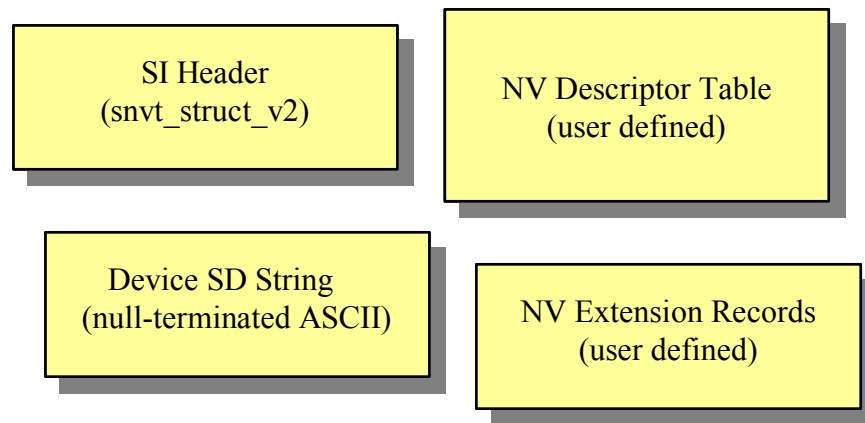 SI Header
(snvt_struct_v2)
NV Descriptor Table
(user defined)
Device SD String
(null-terminated ASCII)
NV Extension Records
(user defined)